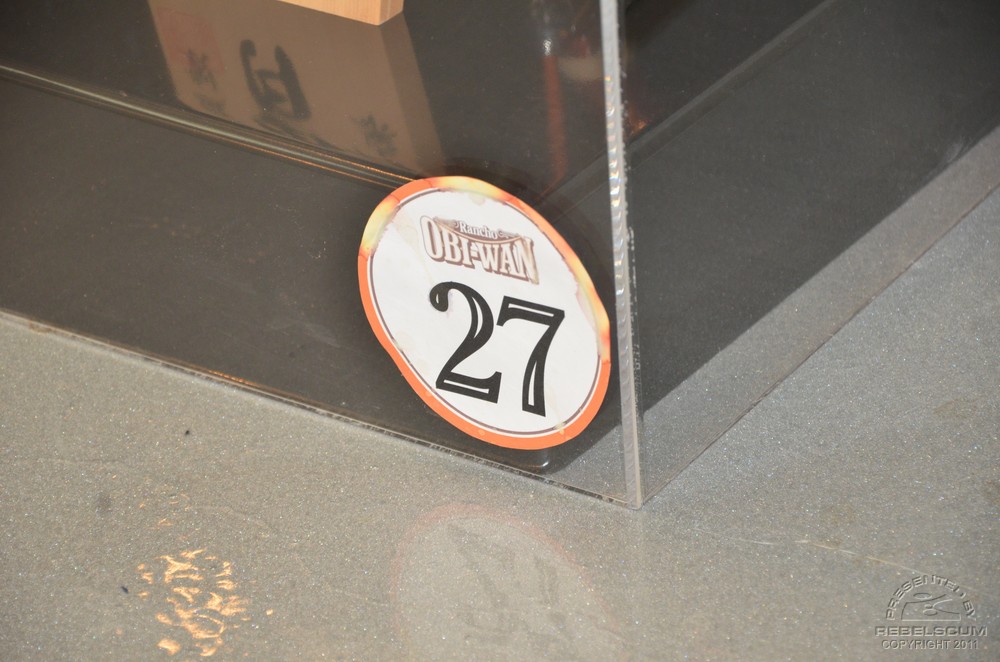 Rancho
OBI-WAN
27
PRESENTED BY
REBELSCUM
COPYRIGHT 2011